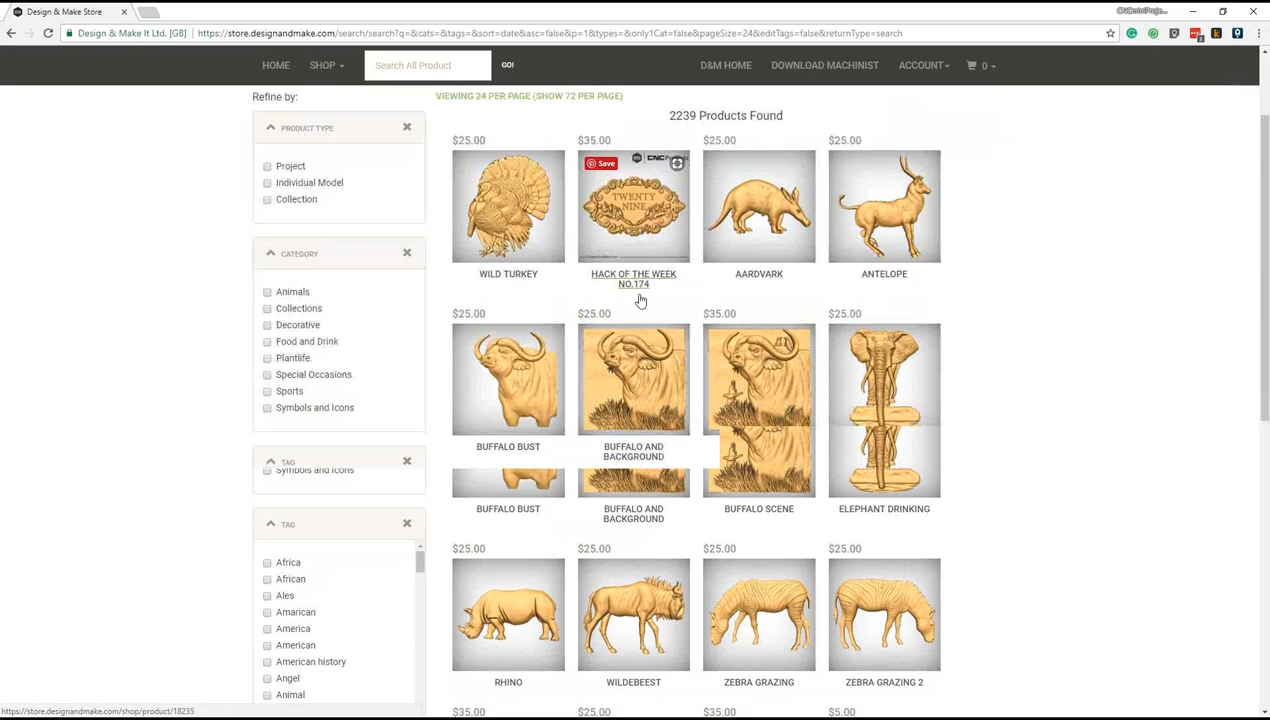 Design & Make Store
CNCminiProje...
Design & Make It Ltd. [GB]
https://store.designandmake.com/search/search?q=&cats=&tags=&sort=date&asc=false&p=1&types=&only1Cat=false&pageSize=24&editTags=false&returnType=search
HOME
SHOP
Search All Product
GO!
D&M HOME
DOWNLOAD MACHINIST
ACCOUNT
0
Refine by:
VIEWING 24 PER PAGE (SHOW 72 PER PAGE)
2239 Products Found
PRODUCT TYPE
Project
Individual Model
Collection
CATEGORY
Animals
Collections
Decorative
Food and Drink
Plantlife
Special Occasions
Sports
Symbols and Icons
TAG
Symbols and Icons
TAG
Africa
African
Ales
Amarican
America
American
American history
Angel
Animal
$25.00
$35.00
$25.00
$25.00
Save
TWENTY
NINE
WILD TURKEY
HACK OF THE WEEK
NO.174
AARDVARK
ANTELOPE
$25.00
$25.00
$35.00
$25.00
BUFFALO BUST
BUFFALO AND
BACKGROUND
BUFFALO BUST
BUFFALO AND
BACKGROUND
BUFFALO SCENE
ELEPHANT DRINKING
$25.00
$25.00
$25.00
$25.00
RHINO
WILDEBEEST
ZEBRA GRAZING
ZEBRA GRAZING 2
$35.00
$25.00
$35.00
$5.00
https://store.designandmake.com/shop/product/18235